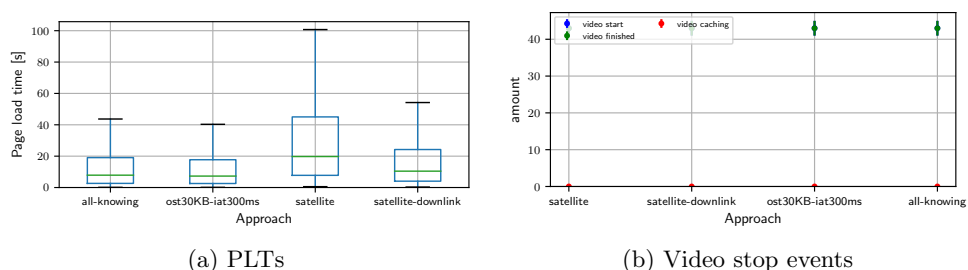 Page load time [s]
100
80
60
40
20
0
all-knowing ost30KB-iat300ms satellite satellite-downlink
Approach
(a) PLTs
video start video caching
video finished
amount
40
30
20
10
0
satellite satellite-downlink ost30KB-iat300ms all-knowing
Approach
(b) Video stop events